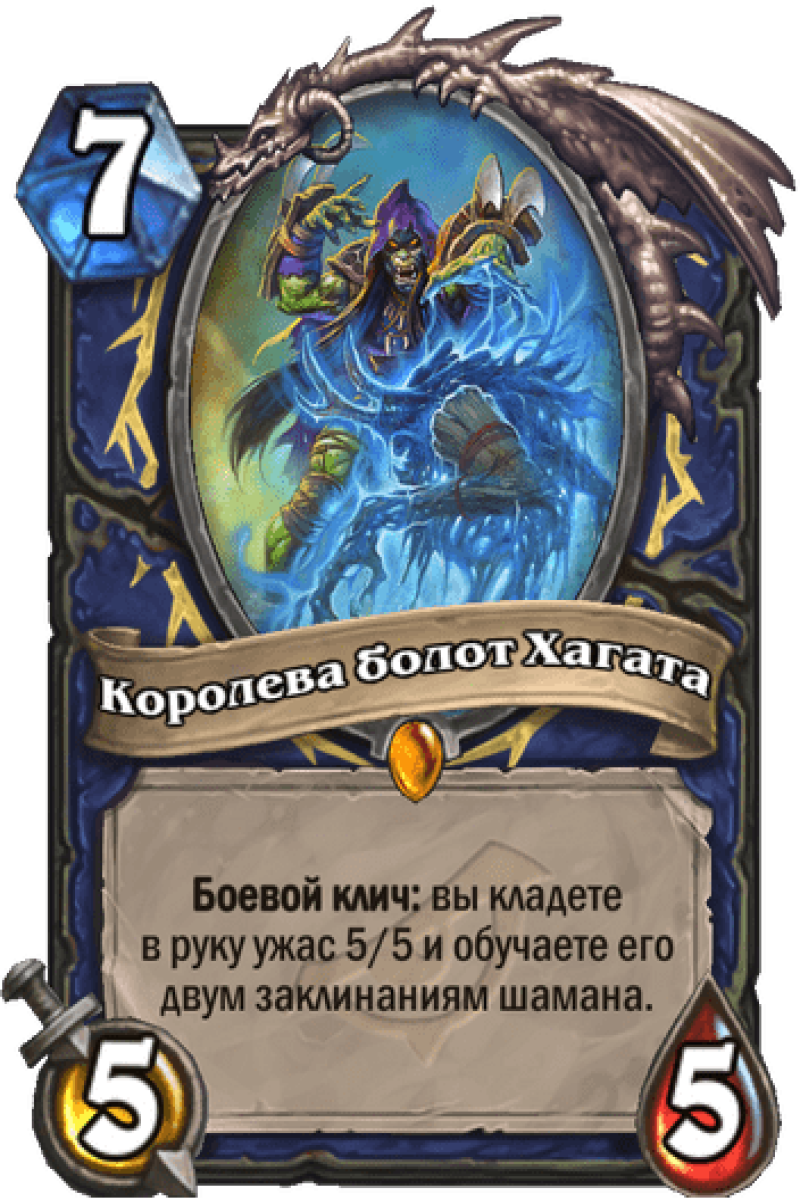 7
Королева болот Хагата
Боевой клич: вы кладете
в руку ужас 5/5 и обучаете его
двум заклинаниям шамана.
5
5